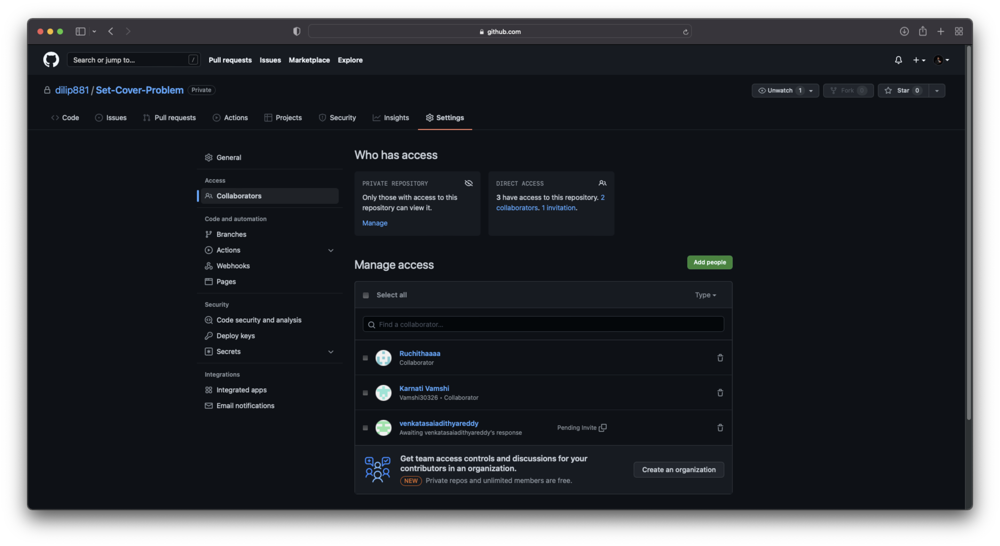 github.com
Search or jump to... /
Pull requests Issues Marketplace Explore
dilip881 / Set-Cover-Problem Private
Unwatch 1 Fork 0 Star 0
Code Issues Pull requests Actions Projects Security Insights Settings
General
Access
Collaborators
Code and automation
Branches
Actions
Webhooks
Pages
Security
Code security and analysis
Deploy keys
Secrets
Integrations
Integrated apps
Email notifications
Who has access
PRIVATE REPOSITORY
Only those with access to this
repository can view it.
Manage
DIRECT ACCESS
3 have access to this repository. 2
collaborators. 1 invitation.
Manage access
Add people
Select all Type
Find a collaborator...
Ruchithaaaa
Collaborator
Karnati Vamshi
Vamshi30326 • Collaborator
venkatasaiadithyareddy
Awaiting venkatasaiadithyareddy's response
Pending Invite
Get team access controls and discussions for your
contributors in an organization.
NEW Private repos and unlimited members are free.
Create an organization